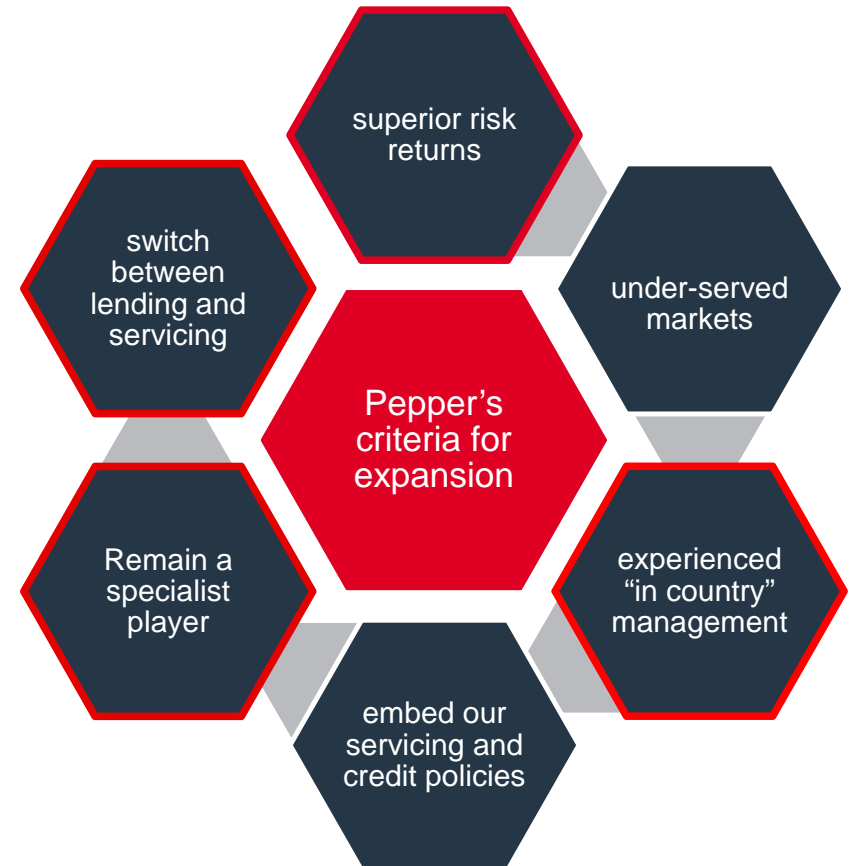 superior risk
returns
under-served
markets
experienced
“in country”
management
embed our
servicing and
credit policies
Remain a
specialist
player
switch
between
lending and
servicing
Pepper’s
criteria for
expansion